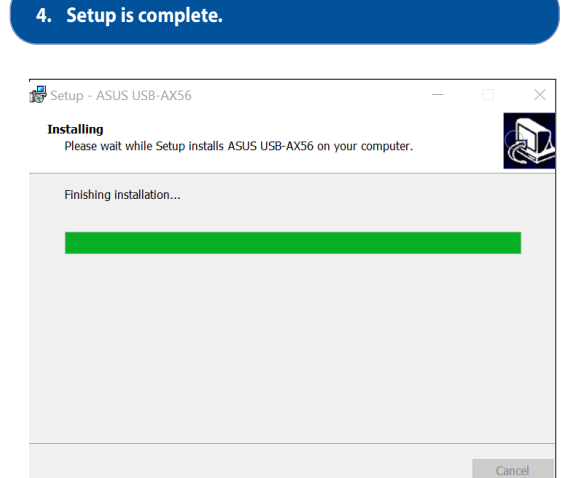 4. Setup is complete.
Setup - ASUS USB-AX56
Installing
Please wait while Setup installs ASUS USB-AX56 on your computer.
Finishing installation...
Cancel